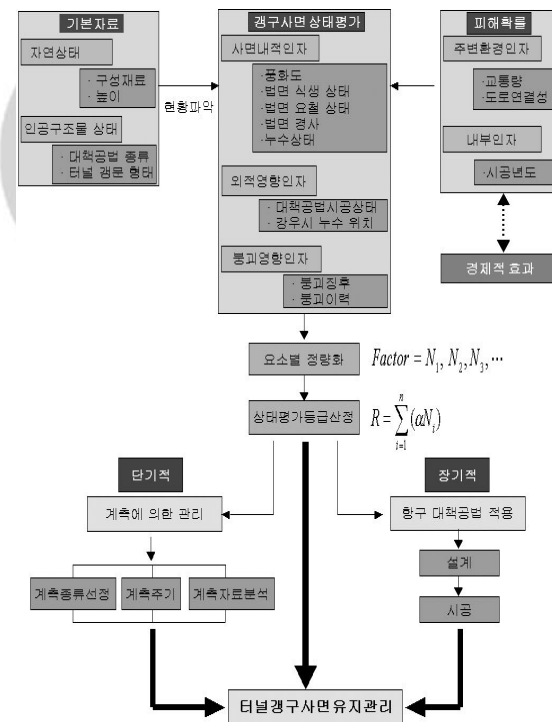 기본자료
자연상태
· 구성재료
· 높이
인공구조물 상태
· 대책공법 종류
· 터널 갱문 형태
현황파악
갱구사면상태평가
사면내적인자
·풍화도
·법면 식생 상태
·법면 요철 상태
·법면 경사
·누수상태
외적영향인자
· 대책공법시공상태
· 강우시 누수 위치
붕괴영향인자
· 붕괴징후
· 붕괴이력
피해확률
주변환경인자
·교통량
·도로연결성
내부인자
·시공년도
경제적 효과
요소별 정량화
Factor = N₁, N₂, N₃, ⋯
상태평가등급산정
R = ∑ᵢ₌₁ⁿ (αNᵢ)
단기적
계측에 의한 관리
계측종류선정
계측주기
계측자료분석
장기적
항구 대책공법 적용
설계
시공
터널갱구사면유지관리